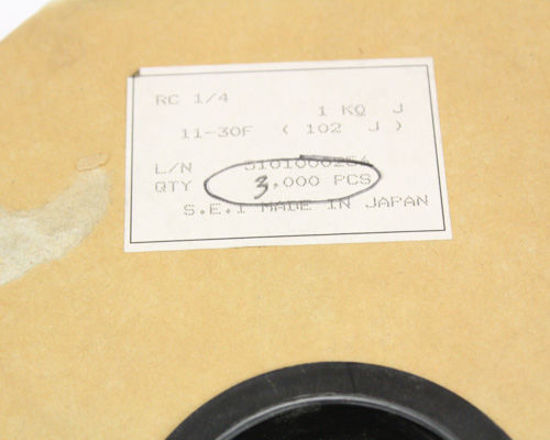 RC 1/4
1 KΩ J
11-30F ( 102 J )
L/N
QTY 3,000 PCS
S.E.I MADE IN JAPAN